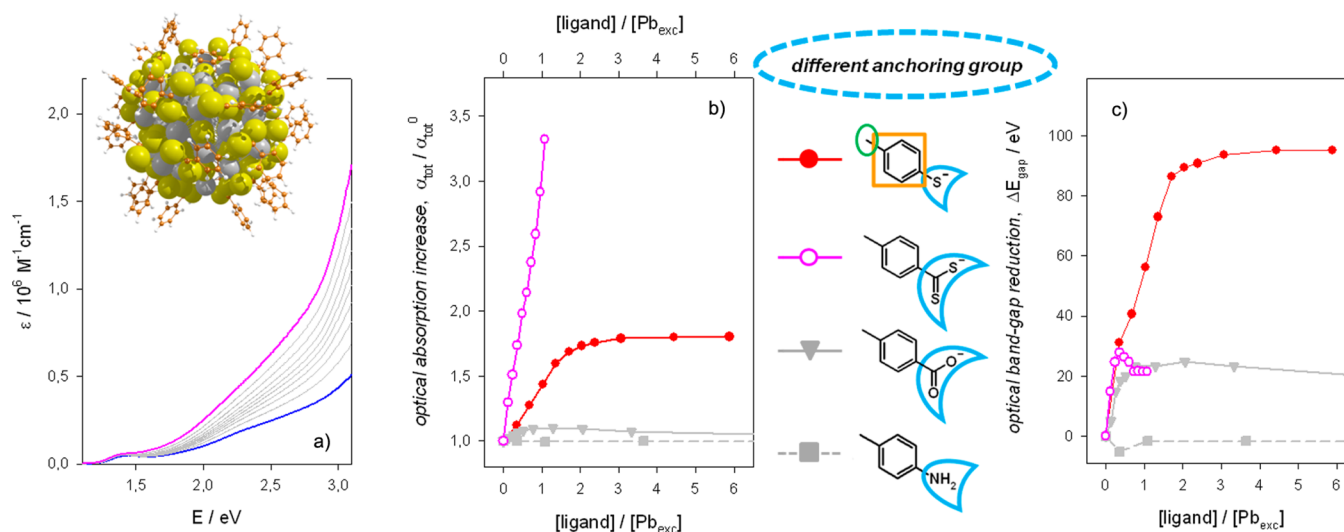 2,0
1,5
1,0
0,5
0,0
ε / 10⁶ M⁻¹cm⁻¹
a)
1,5 2,0 2,5 3,0
E / eV
[ligand] / [Pb_exc]
0 1 2 3 4 5 6
b)
3,5
3,0
2,5
2,0
1,5
1,0
optical absorption increase, α_tot / α_tot⁰
0 1 2 3 4 5 6
[ligand] / [Pb_exc]
different anchoring group
S⁻
S⁻
S
O⁻
O
NH₂
c)
100
80
60
40
20
0
optical band-gap reduction, ΔE_gap / eV
0 1 2 3 4 5 6
[ligand] / [Pb_exc]